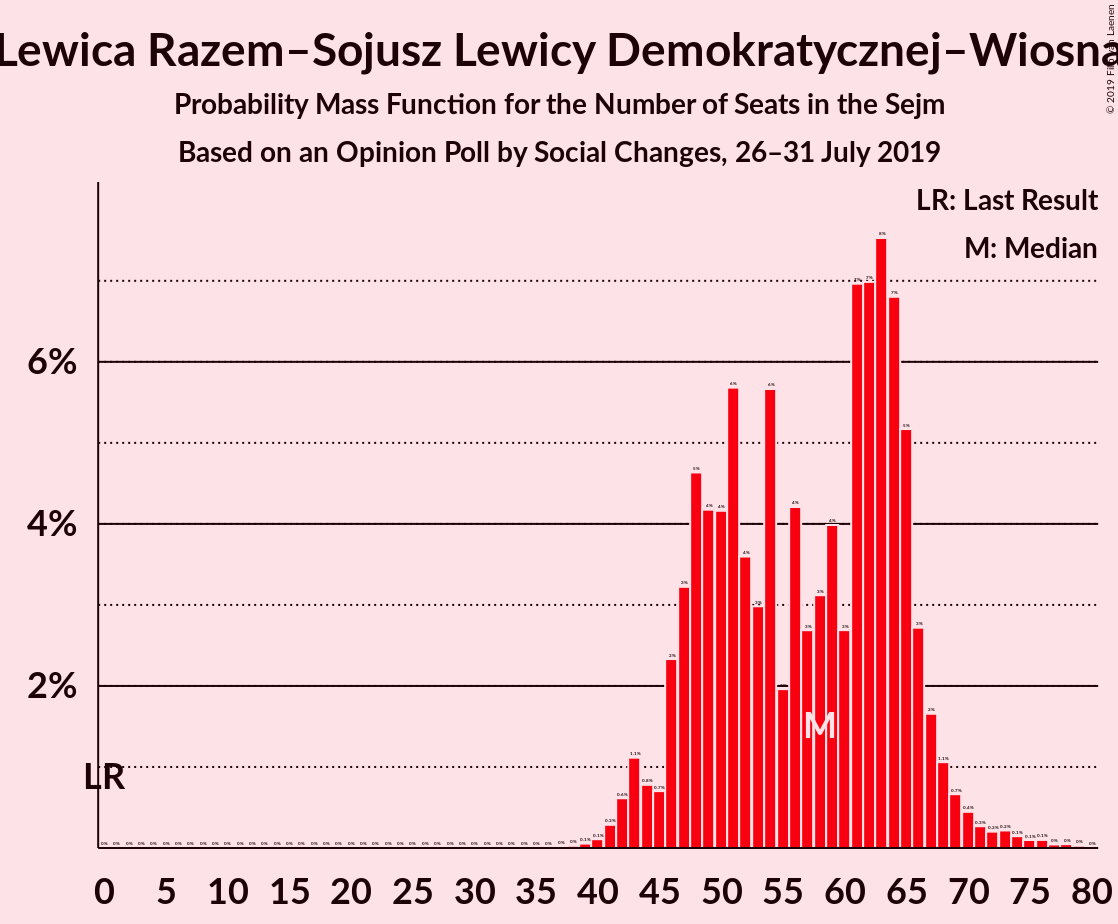 Lewica Razem–Sojusz Lewicy Demokratycznej–Wiosna
Probability Mass Function for the Number of Seats in the Sejm
Based on an Opinion Poll by Social Changes, 26–31 July 2019
© 2019 Filip van Laenen
LR: Last Result
M: Median
6%
4%
2%
LR
M
0 5 10 15 20 25 30 35 40 45 50 55 60 65 70 75 80